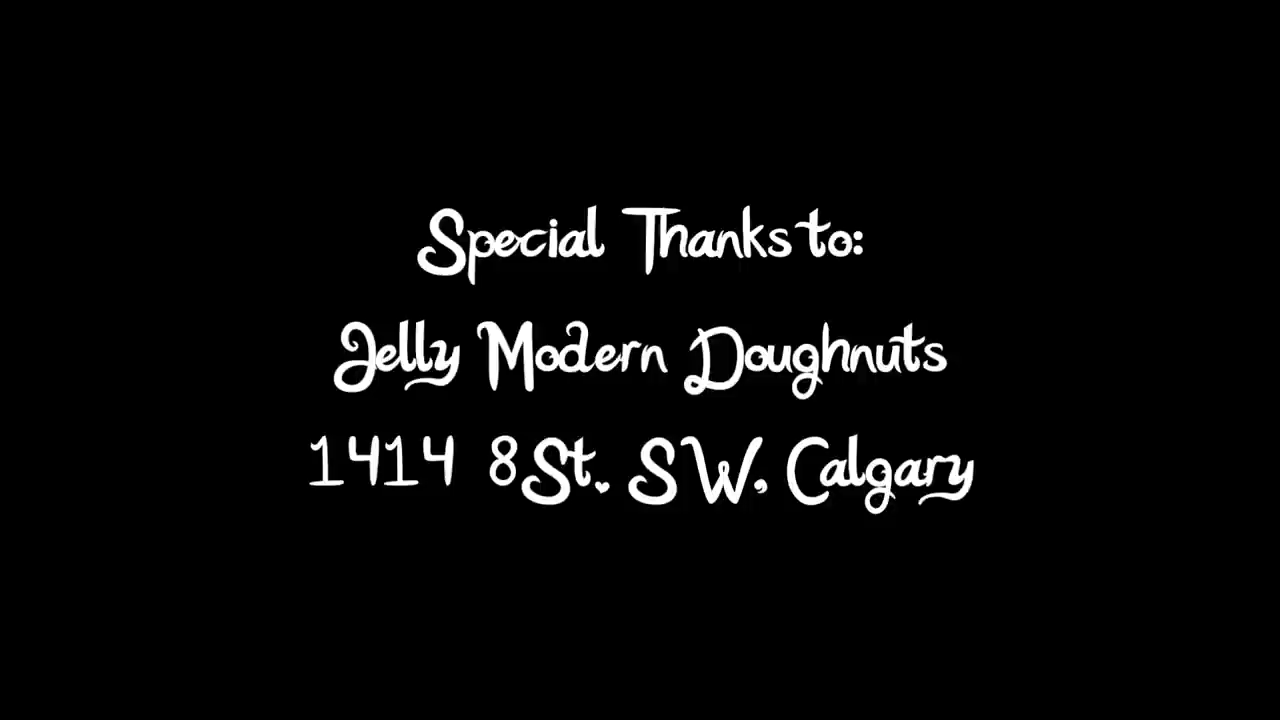 Special Thanks to:
Jelly Modern Doughnuts
1414 8St. SW, Calgary